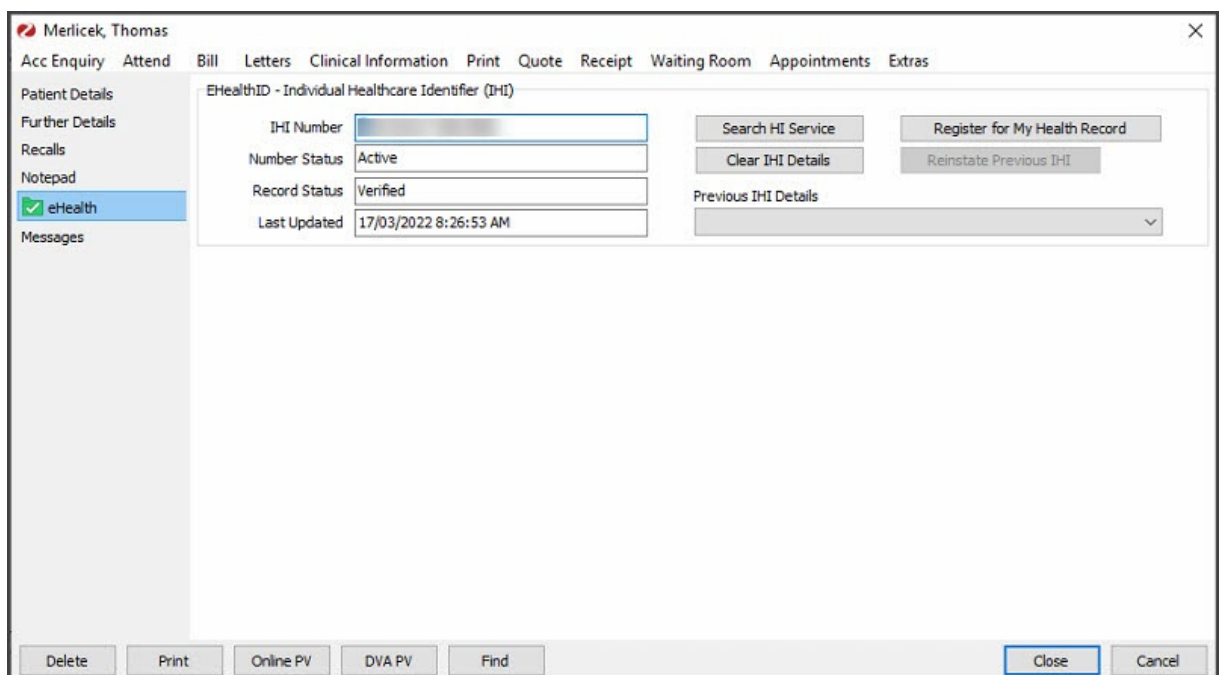 Merlicek, Thomas
Acc Enquiry Attend Bill Letters Clinical Information Print Quote Receipt Waiting Room Appointments Extras
Patient Details
Further Details
Recalls
Notepad
eHealth
Messages
EHealthID - Individual Healthcare Identifier (IHI)
IHI Number
Number Status Active
Record Status Verified
Last Updated 17/03/2022 8:26:53 AM
Search HI Service Register for My Health Record
Clear IHI Details Reinstate Previous IHI
Previous IHI Details
Delete Print Online PV DVA PV Find Close Cancel